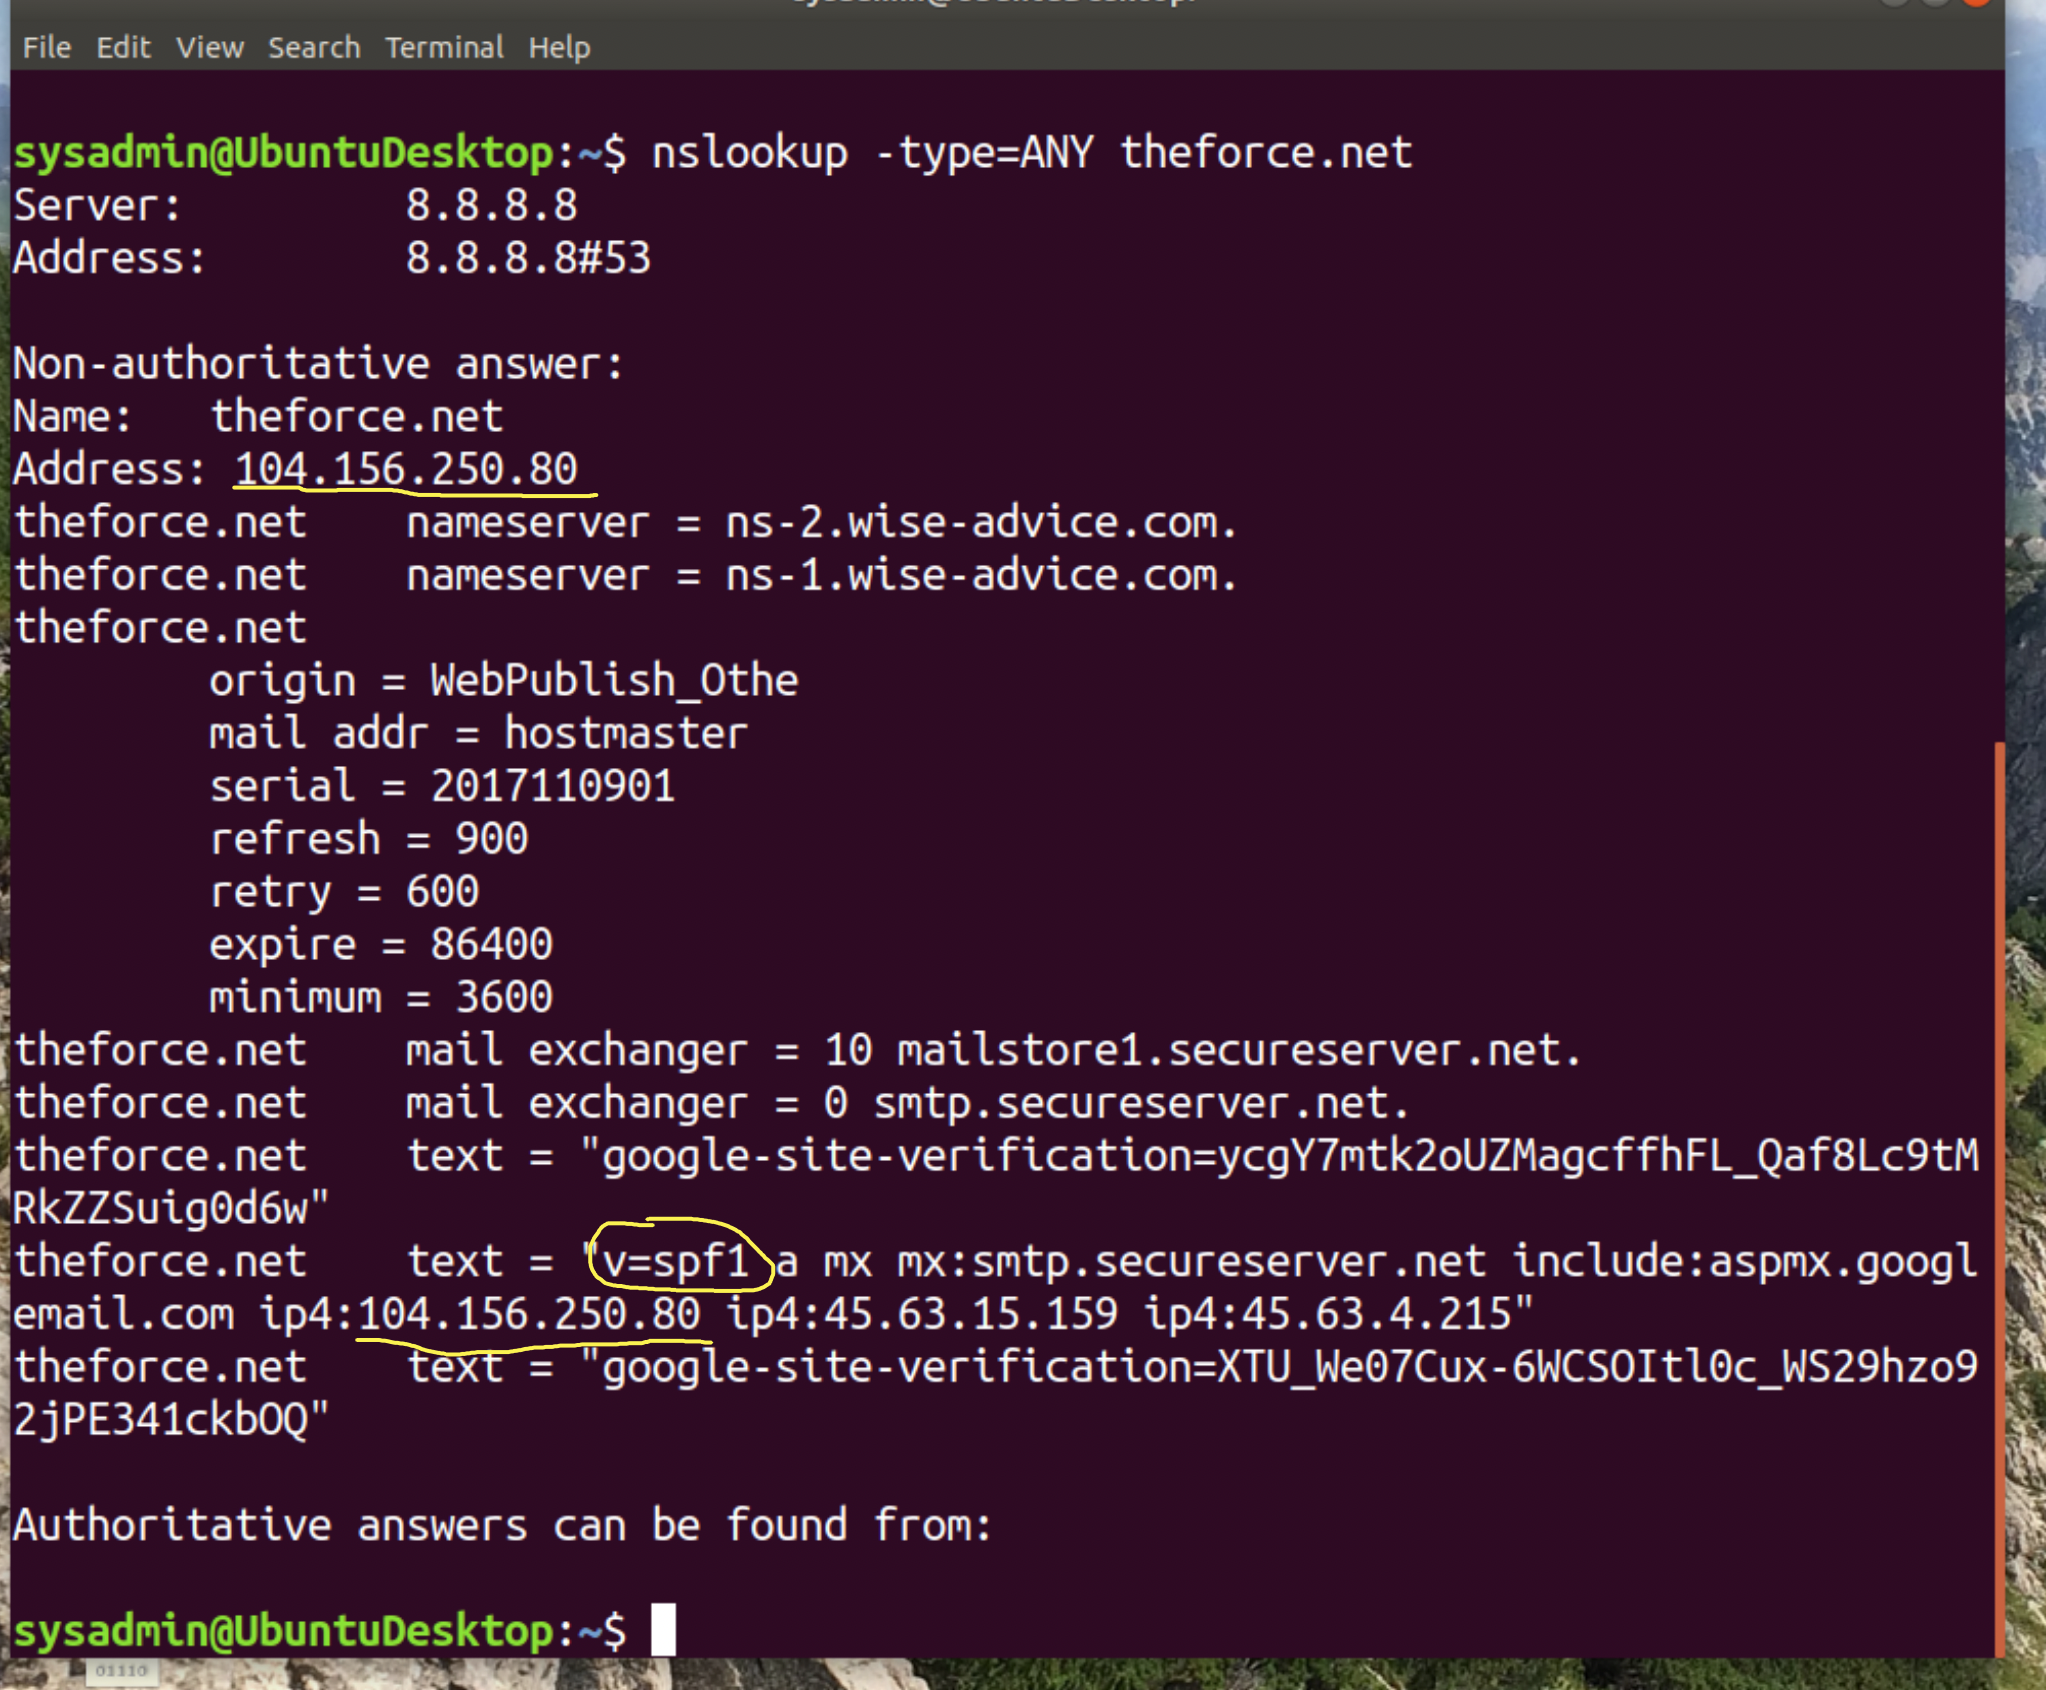 File Edit View Search Terminal Help
sysadmin@UbuntuDesktop:~$ nslookup -type=ANY theforce.net
Server:		8.8.8.8
Address:	8.8.8.8#53
Non-authoritative answer:
Name:	theforce.net
Address: 104.156.250.80
theforce.net	nameserver = ns-2.wise-advice.com.
theforce.net	nameserver = ns-1.wise-advice.com.
theforce.net
	origin = WebPublish_Othe
	mail addr = hostmaster
	serial = 2017110901
	refresh = 900
	retry = 600
	expire = 86400
	minimum = 3600
theforce.net	mail exchanger = 10 mailstore1.secureserver.net.
theforce.net	mail exchanger = 0 smtp.secureserver.net.
theforce.net	text = "google-site-verification=ycgY7mtk2oUZMagcffhFL_Qaf8Lc9tM
RkZZSuig0d6w"
theforce.net	text = "v=spf1 a mx mx:smtp.secureserver.net include:aspmx.googl
email.com ip4:104.156.250.80 ip4:45.63.15.159 ip4:45.63.4.215"
theforce.net	text = "google-site-verification=XTU_We07Cux-6WCSOItl0c_WS29hzo9
2jPE341ckbOQ"
Authoritative answers can be found from:
sysadmin@UbuntuDesktop:~$
01110